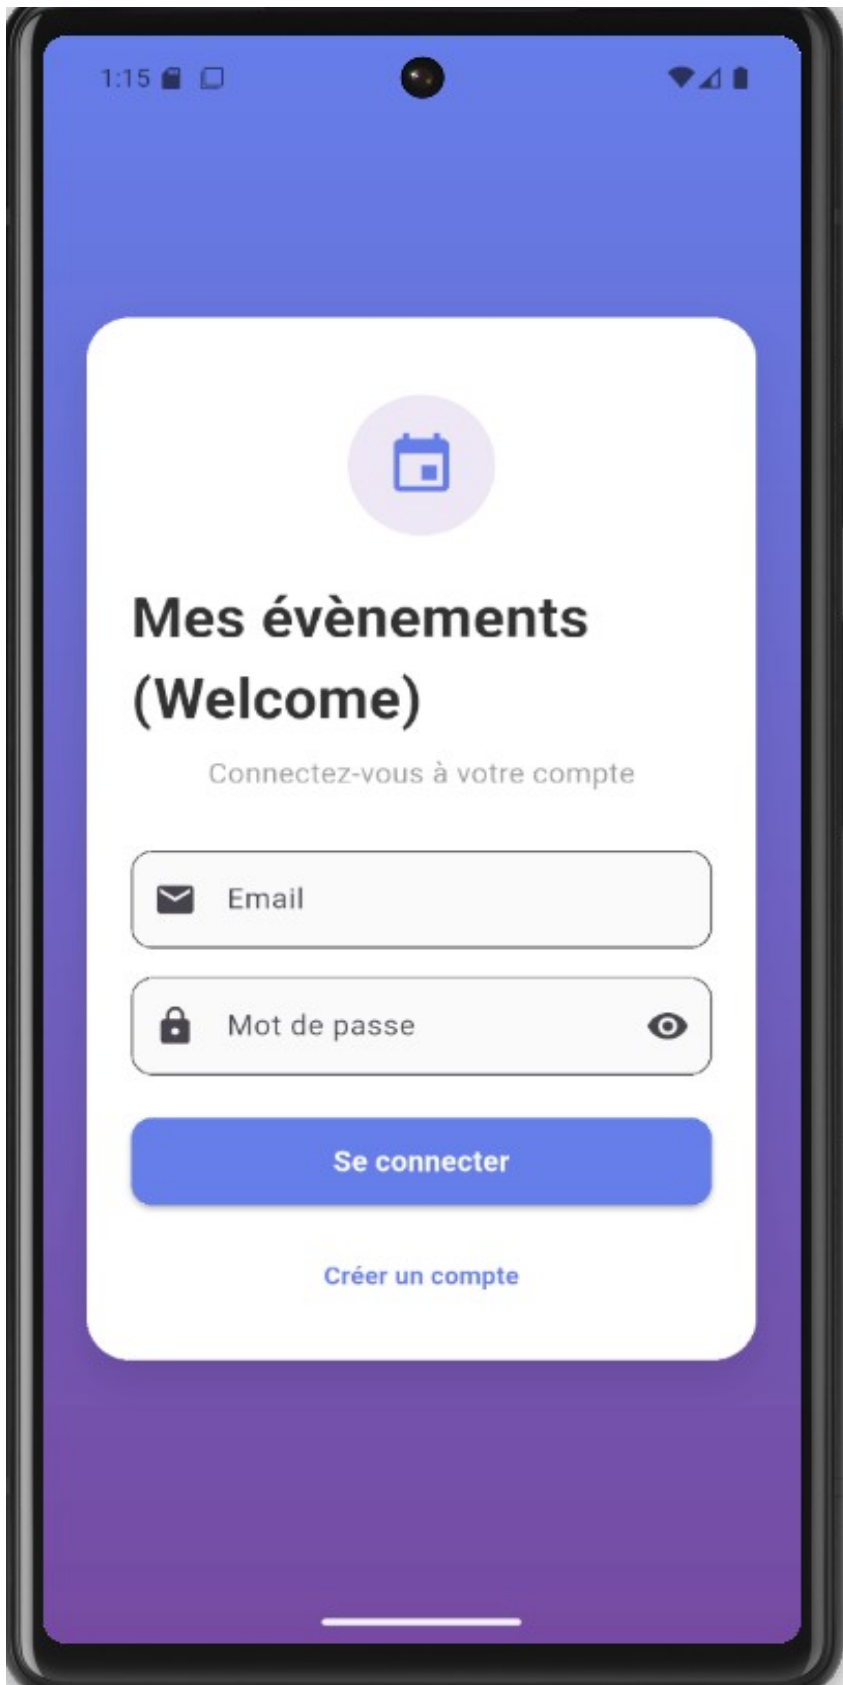 1:15
Mes évènements
(Welcome)
Connectez-vous à votre compte
Email
Mot de passe
Se connecter
Créer un compte